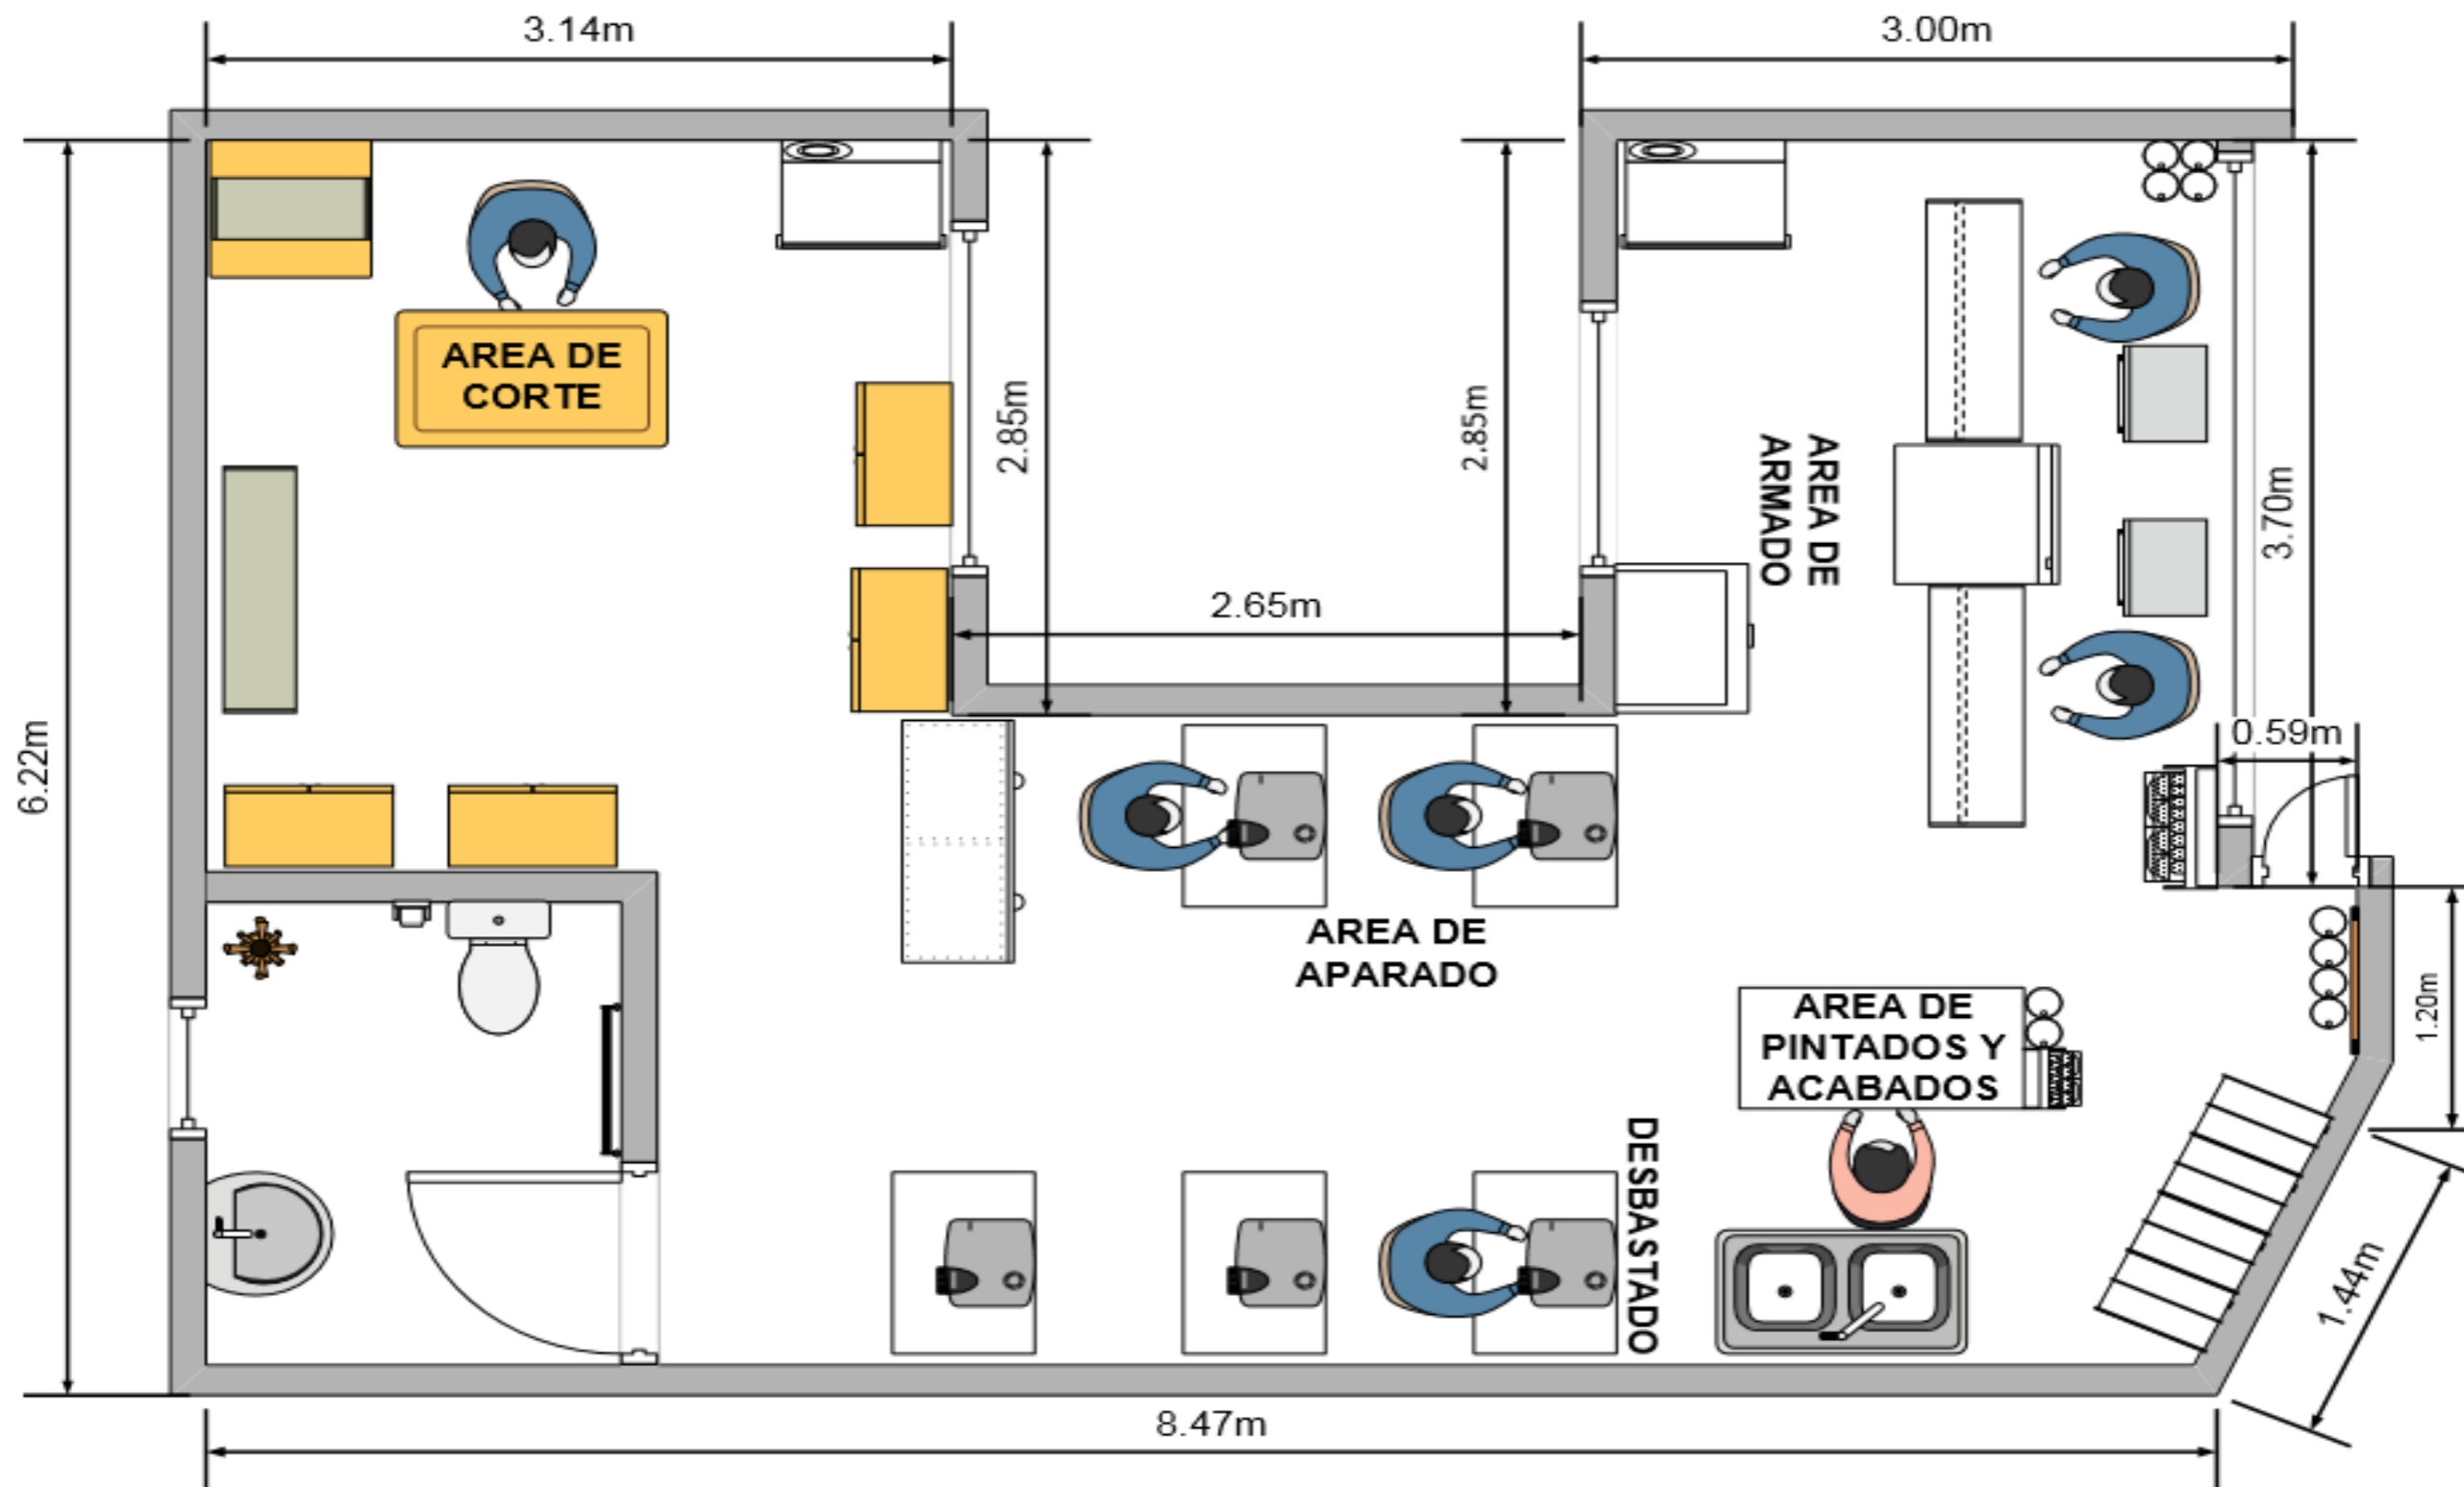 3.14m
3.00m
AREA DE
CORTE
2.85m
2.85m
AREA DE
ARMADO
3.70m
2.65m
6.22m
0.59m
AREA DE
APARADO
AREA DE
PINTADOS Y
ACABADOS
1.20m
DESBASTADO
1.44m
8.47m